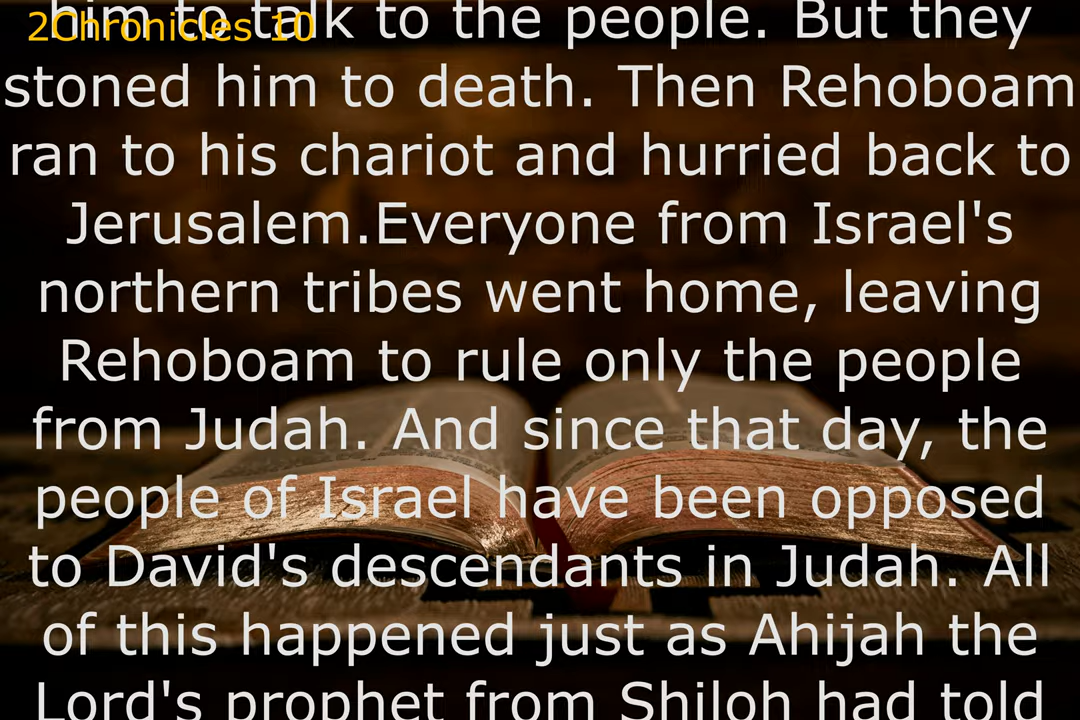 2Chronicles 10
him to talk to the people. But they
stoned him to death. Then Rehoboam
ran to his chariot and hurried back to
Jerusalem.Everyone from Israel's
northern tribes went home, leaving
Rehoboam to rule only the people
from Judah. And since that day, the
people of Israel have been opposed
to David's descendants in Judah. All
of this happened just as Ahijah the
Lord's prophet from Shiloh had told